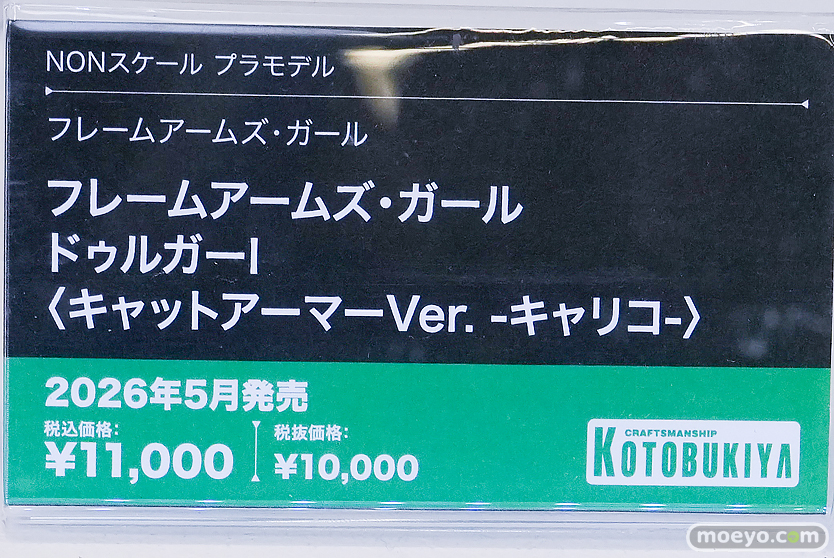 NONスケール プラモデル
フレームアームズ・ガール
フレームアームズ・ガール
ドゥルガーI
〈キャットアーマーVer. -キャリコ-〉
2026年5月発売
税込価格:
¥11,000
税抜価格:
¥10,000
CRAFTSMANSHIP
KOTOBUKIYA
moeyo.com